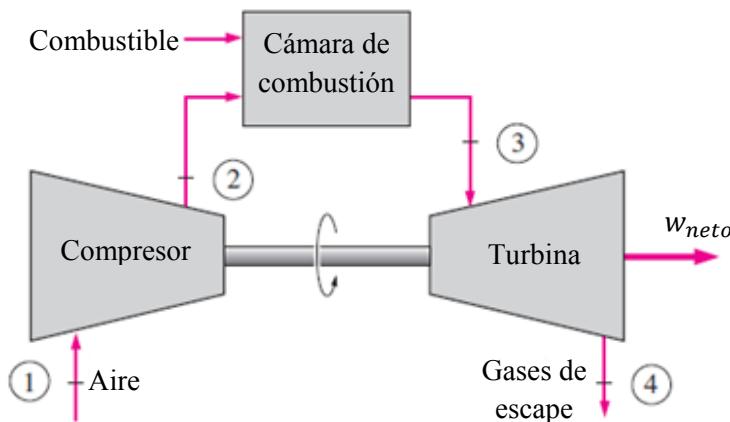 Combustible
Cámara de
combustión
2
3
Compresor
Turbina
w_neto
1
Aire
Gases de
escape
4